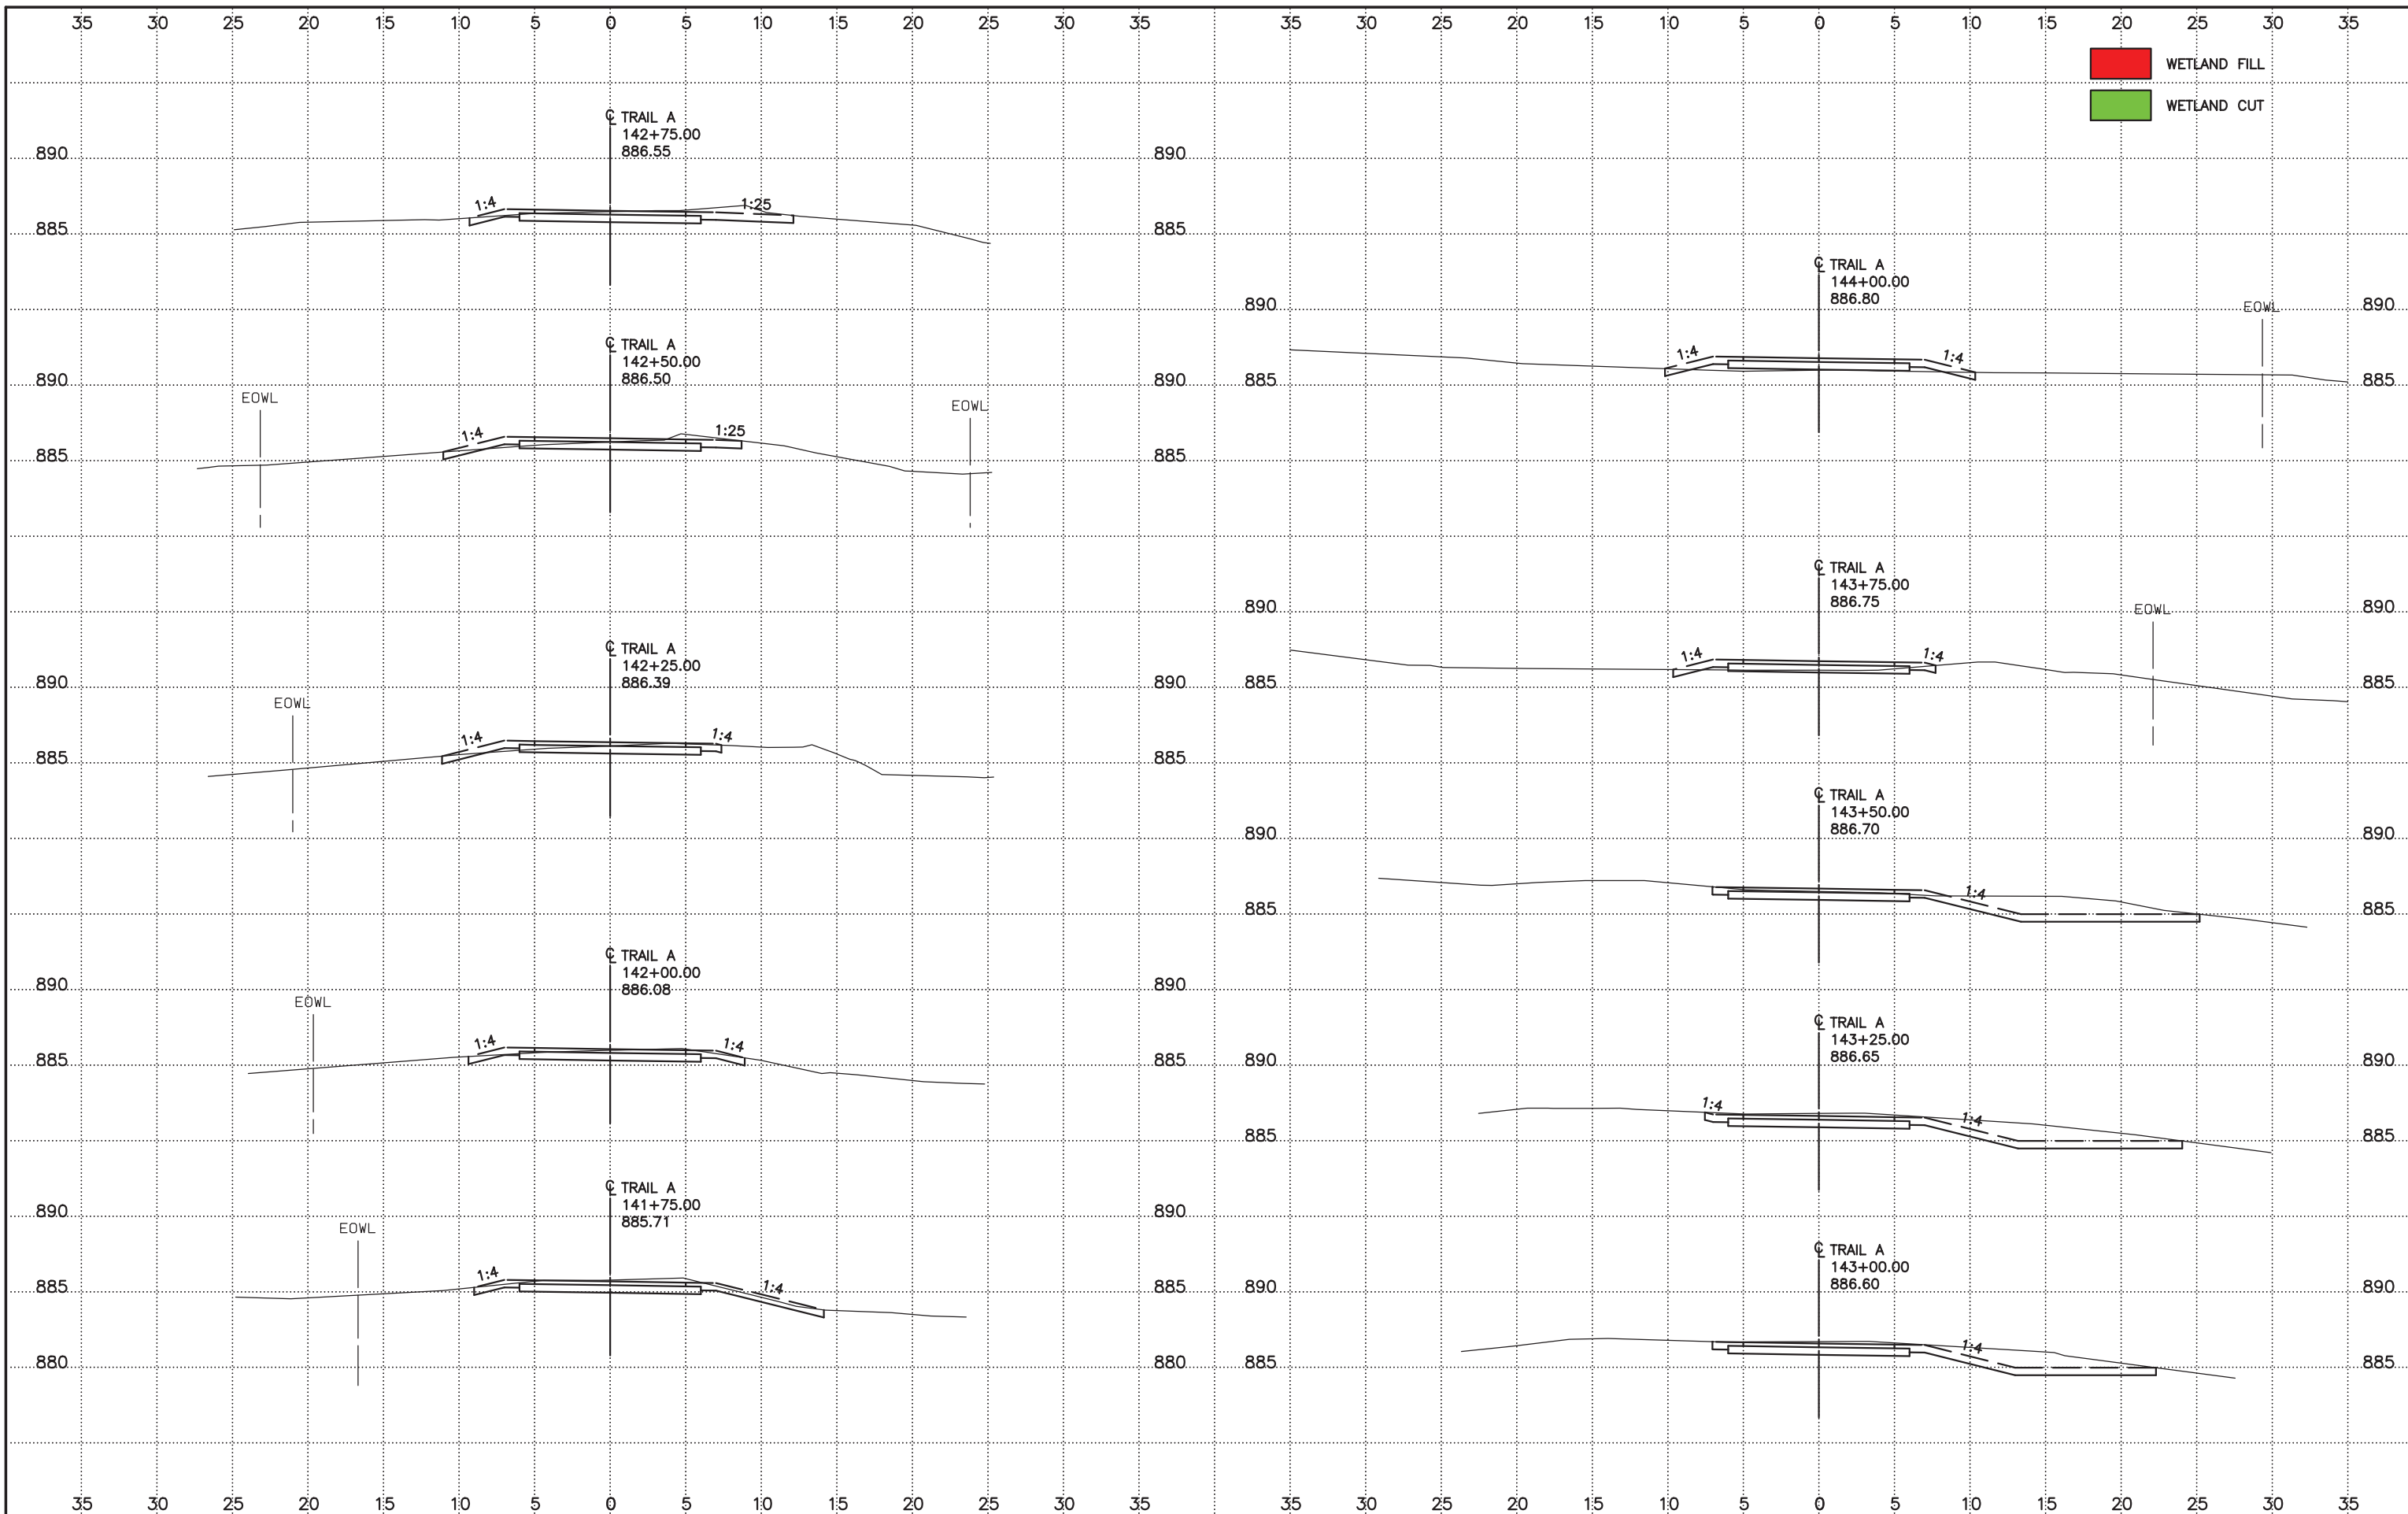 35 30 25 20 15 10 5 0 5 10 15 20 25 30 35 35 30 25 20 15 10 5 0 5 10 15 20 25 30 35
WETLAND FILL
WETLAND CUT
℄ TRAIL A
142+75.00
886.55
890 890
1:4 1:25
885 885
℄ TRAIL A
142+50.00
886.50
890 890
EOWL EOWL
1:4 1:25
885 885
℄ TRAIL A
142+25.00
886.39
890 890
EOWL
1:4 1:4
885 885
℄ TRAIL A
142+00.00
886.08
890 890
EOWL
1:4 1:4
885 885
℄ TRAIL A
141+75.00
885.71
890 890
EOWL
1:4 1:4
885 885
880 880
℄ TRAIL A
144+00.00
886.80
890 890
EOWL
1:4 1:4
885 885
℄ TRAIL A
143+75.00
886.75
890 890
EOWL
1:4 1:4
885 885
℄ TRAIL A
143+50.00
886.70
890 890
1:4
885 885
℄ TRAIL A
143+25.00
886.65
890 890
1:4 1:4
885 885
℄ TRAIL A
143+00.00
886.60
890 890
1:4
885 885
35 30 25 20 15 10 5 0 5 10 15 20 25 30 35 35 30 25 20 15 10 5 0 5 10 15 20 25 30 35